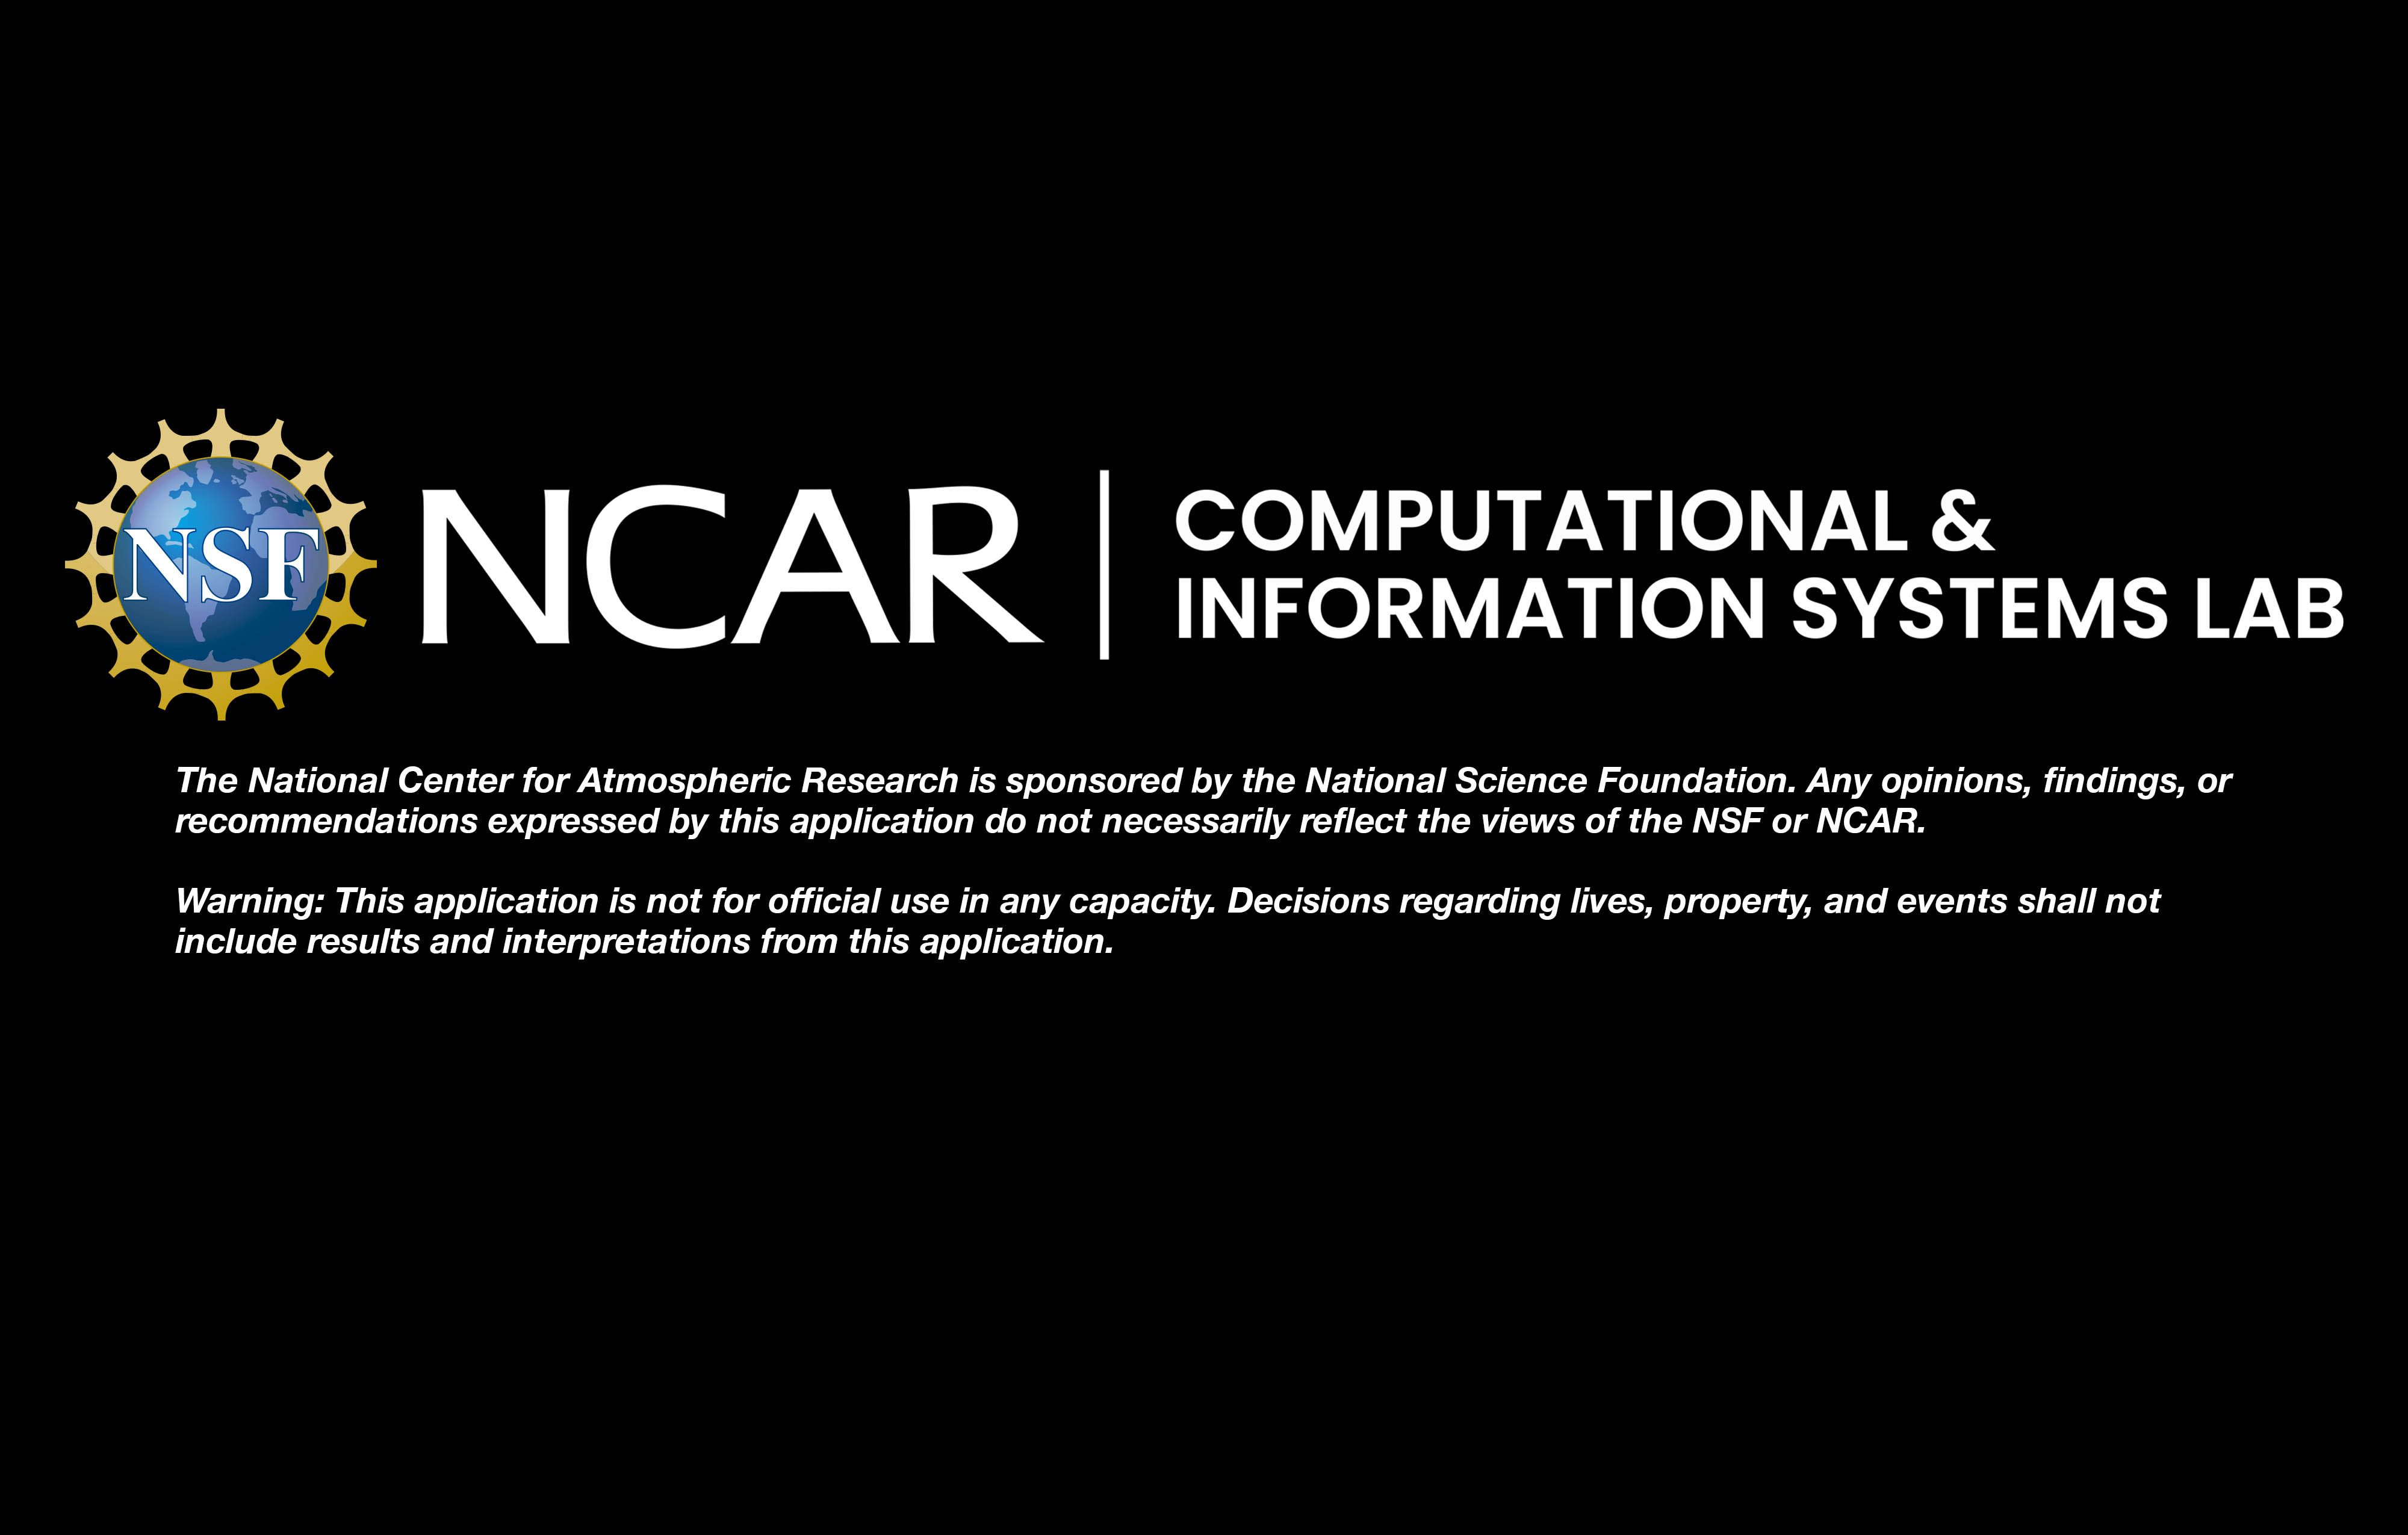 NSF
NCAR
COMPUTATIONAL &
INFORMATION SYSTEMS LAB
The National Center for Atmospheric Research is sponsored by the National Science Foundation. Any opinions, findings, or
recommendations expressed by this application do not necessarily reflect the views of the NSF or NCAR.
Warning: This application is not for official use in any capacity. Decisions regarding lives, property, and events shall not
include results and interpretations from this application.